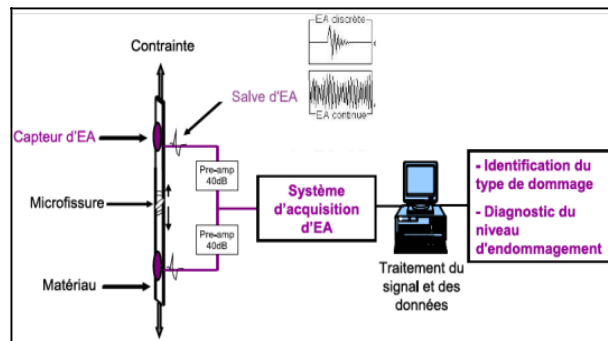 Contrainte
EA discrète
EA continue
Salve d'EA
Capteur d'EA
Pre-amp
40dB
Microfissure
Pre-amp
40dB
Matériau
Système
d'acquisition
d'EA
Traitement du
signal et des
données
- Identification du
type de dommage
- Diagnostic du
niveau
d'endommagement